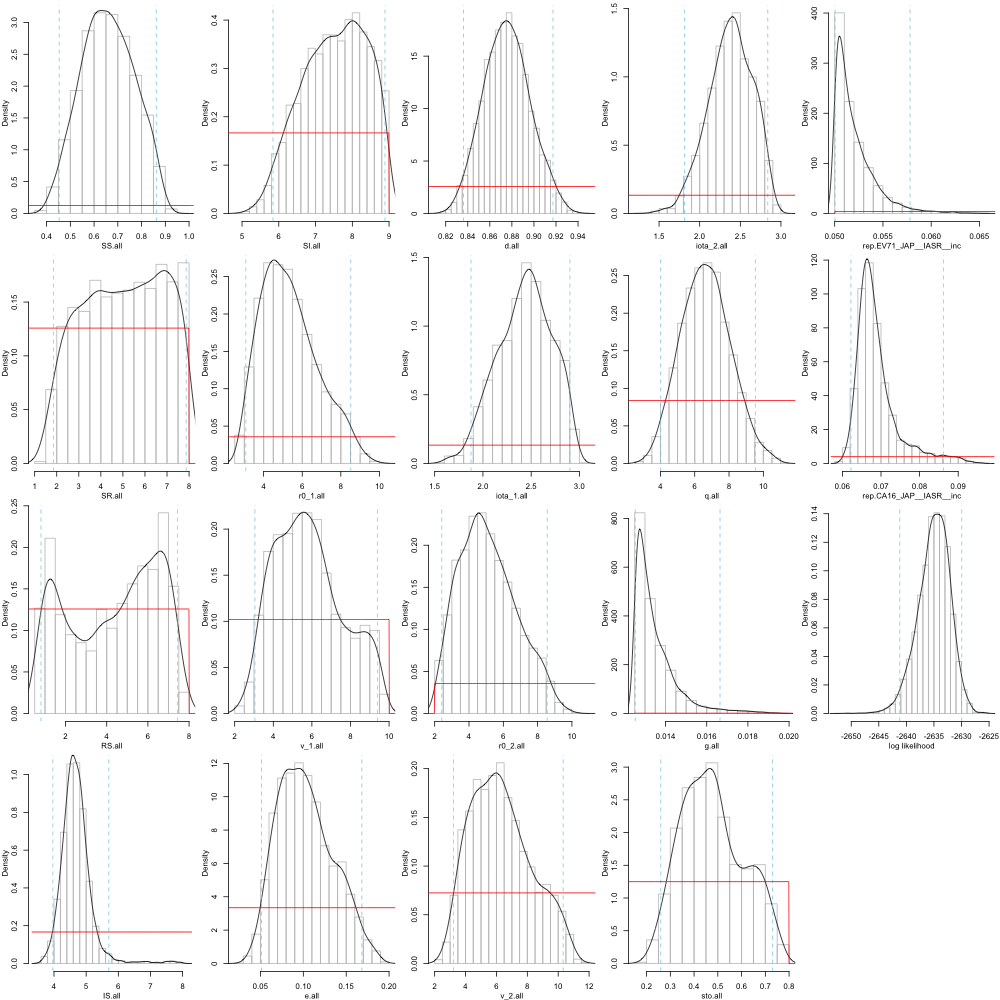 Density
0.0 0.5 1.0 1.5 2.0 2.5 3.0
0.4 0.5 0.6 0.7 0.8 0.9 1.0
SS.all
Density
0.0 0.1 0.2 0.3 0.4
5 6 7 8 9
SI.all
Density
0 5 10 15
0.82 0.84 0.86 0.88 0.90 0.92 0.94
d.all
Density
0.0 0.5 1.0 1.5
1.5 2.0 2.5 3.0
iota_2.all
Density
0 100 200 300 400
0.050 0.055 0.060 0.065
rep.EV71_JAP__IASR__inc
Density
0.00 0.05 0.10 0.15
1 2 3 4 5 6 7 8
SR.all
Density
0.00 0.05 0.10 0.15 0.20 0.25
4 6 8 10
r0_1.all
Density
0.0 0.5 1.0 1.5
1.5 2.0 2.5 3.0
iota_1.all
Density
0.00 0.05 0.10 0.15 0.20 0.25
4 6 8 10
q.all
Density
0 20 40 60 80 100 120
0.06 0.07 0.08 0.09
rep.CA16_JAP__IASR__inc
Density
0.00 0.05 0.10 0.15 0.20 0.25
2 4 6 8
RS.all
Density
0.00 0.05 0.10 0.15 0.20
2 4 6 8 10
v_1.all
Density
0.00 0.05 0.10 0.15 0.20
2 4 6 8 10
r0_2.all
Density
0 200 400 600 800
0.014 0.016 0.018 0.020
g.all
Density
0.00 0.02 0.04 0.06 0.08 0.10 0.12 0.14
-2650 -2640 -2635 -2630 -2625
log likelihood
Density
0.0 0.2 0.4 0.6 0.8 1.0
4 5 6 7 8
IS.all
Density
0 2 4 6 8 10 12
0.05 0.10 0.15 0.20
e.all
Density
0.00 0.05 0.10 0.15 0.20
2 4 6 8 10 12
v_2.all
Density
0.0 0.5 1.0 1.5 2.0 2.5 3.0
0.2 0.3 0.4 0.5 0.6 0.7 0.8
sto.all